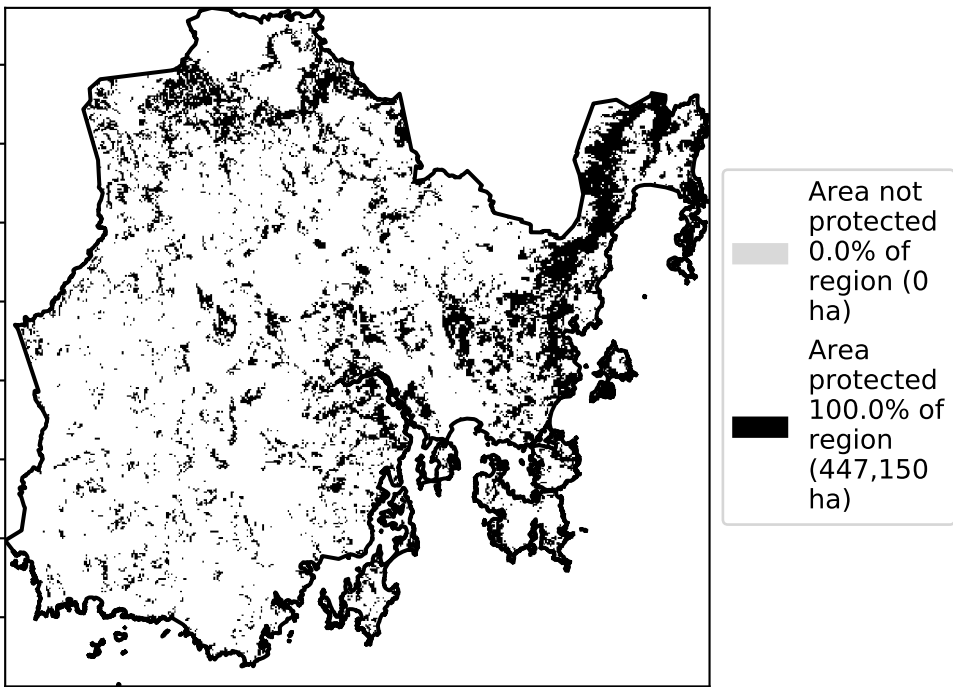 Area not
protected
0.0% of
region (0
ha)
Area
protected
100.0% of
region
(447,150
ha)